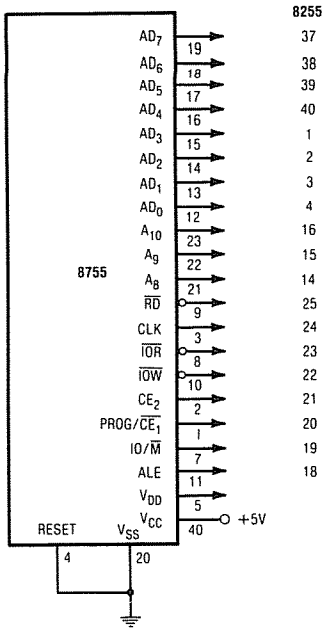 8255
AD7 19 37
AD6 18 38
AD5 17 39
AD4 16 40
AD3 15 1
AD2 14 2
AD1 13 3
AD0 12 4
A10 23 16
A9 22 15
A8 21 14
8755
RD 9 25
CLK 3 24
IOR 8 23
IOW 10 22
CE2 2 21
PROG/CE1 1 20
IO/M 7 19
ALE 11 18
VDD 5
VCC 40 +5V
RESET VSS
4 20